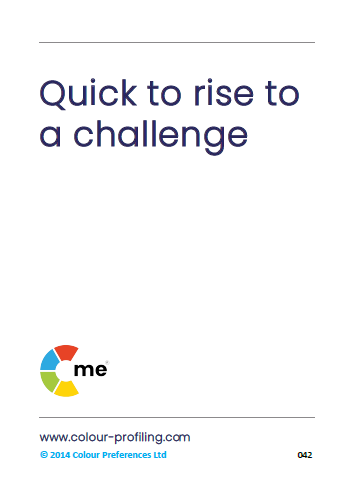 Quick to rise to
a challenge
me
www.colour-profiling.com
© 2014 Colour Preferences Ltd 042